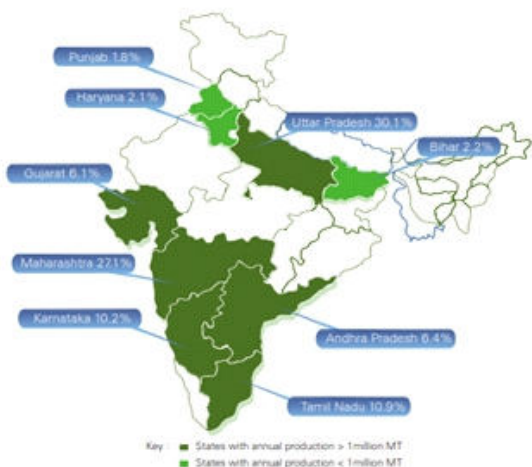 Punjab 1.8%
Haryana 2.1%
Uttar Pradesh 30.1%
Bihar 2.2%
Gujarat 6.1%
Maharashtra 27.1%
Karnataka 10.2%
Andhra Pradesh 6.4%
Tamil Nadu 10.9%
Key : States with annual production > 1million MT
States with annual production < 1million MT